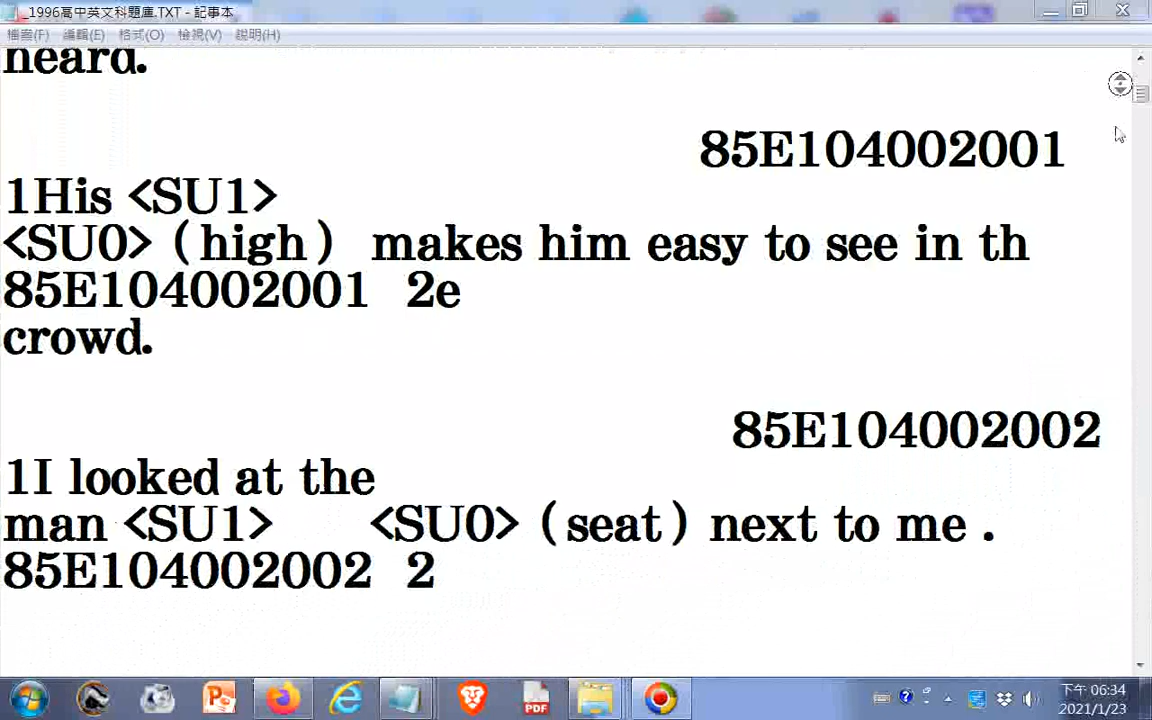 _1996高中英文科題庫.TXT - 記事本
檔案(F) 編輯(E) 格式(O) 檢視(V) 說明(H)
heard.
85E104002001
1His <SU1>
<SU0> (high) makes him easy to see in th
85E104002001 2e
crowd.
85E104002002
1I looked at the
man <SU1> <SU0> (seat) next to me .
85E104002002 2
PDF
下午 06:34
2021/1/23